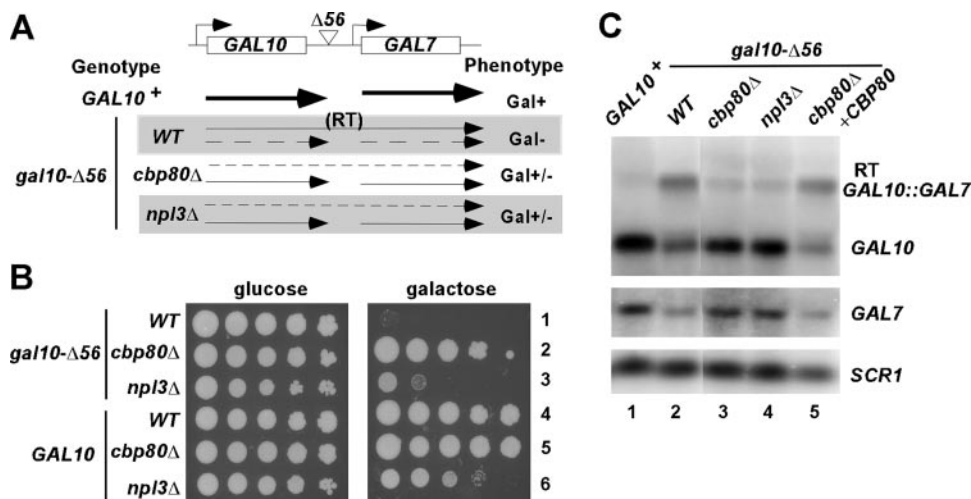 A
Δ56
GAL10 GAL7
Genotype Phenotype
GAL10+ Gal+
(RT)
gal10-Δ56
WT Gal-
cbp80Δ Gal+/-
npl3Δ Gal+/-
B
glucose galactose
gal10-Δ56
WT 1
cbp80Δ 2
npl3Δ 3
GAL10
WT 4
cbp80Δ 5
npl3Δ 6
C
gal10-Δ56
GAL10+ WT cbp80Δ npl3Δ cbp80Δ +CBP80
RT
GAL10::GAL7
GAL10
GAL7
SCR1
1 2 3 4 5